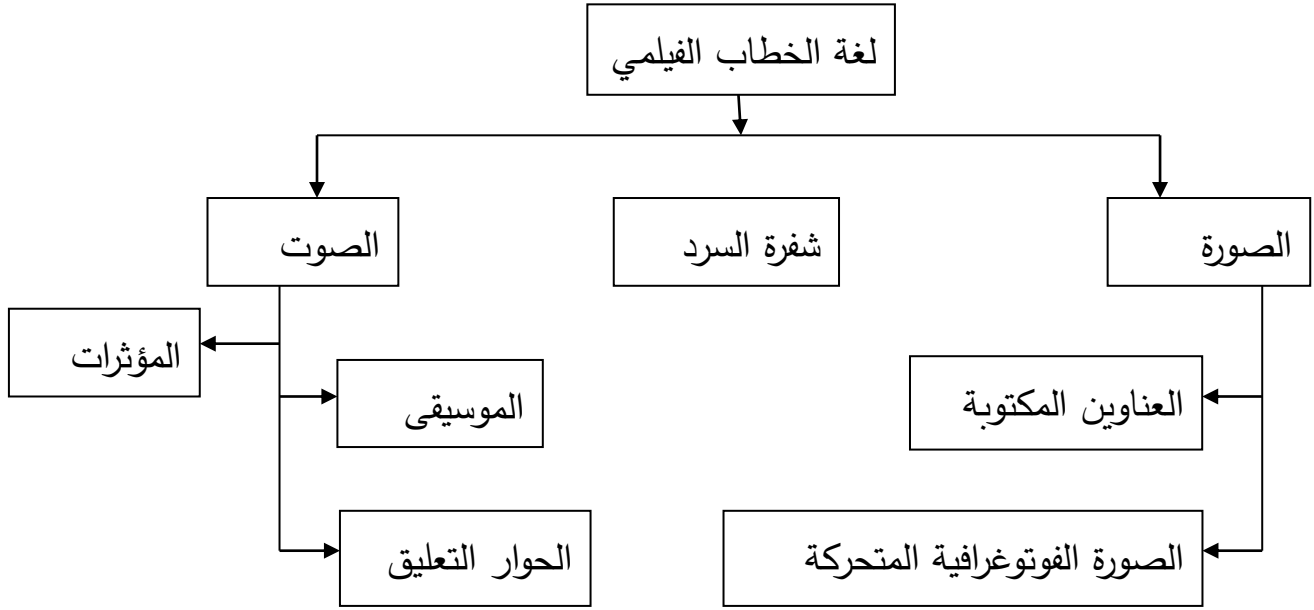 لغة الخطاب الفيلمي
الصورة
شفرة السرد
الصوت
المؤثرات
العناوين المكتوبة
الموسيقى
الصورة الفوتوغرافية المتحركة
الحوار التعليق